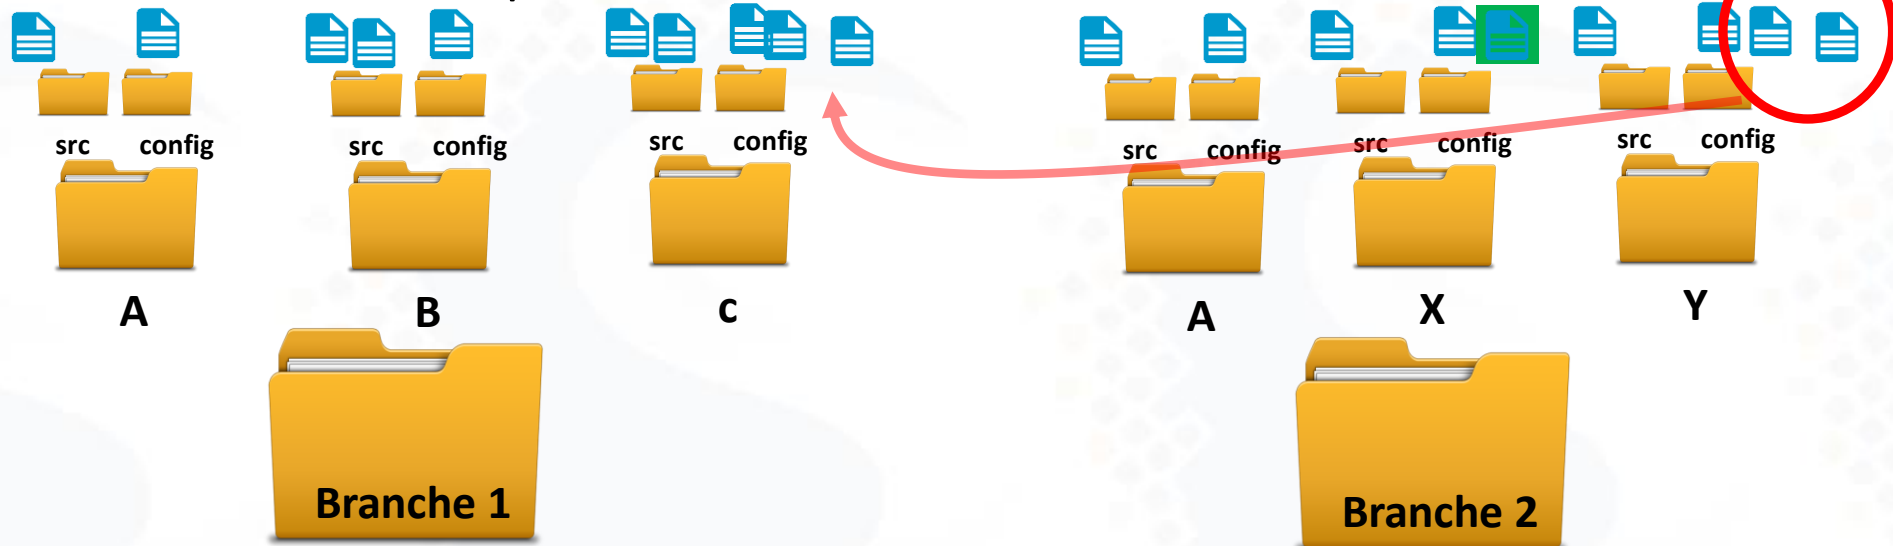 src config
src config
src config
src config
src config
src config
A
B
c
A
X
Y
Branche 1
Branche 2